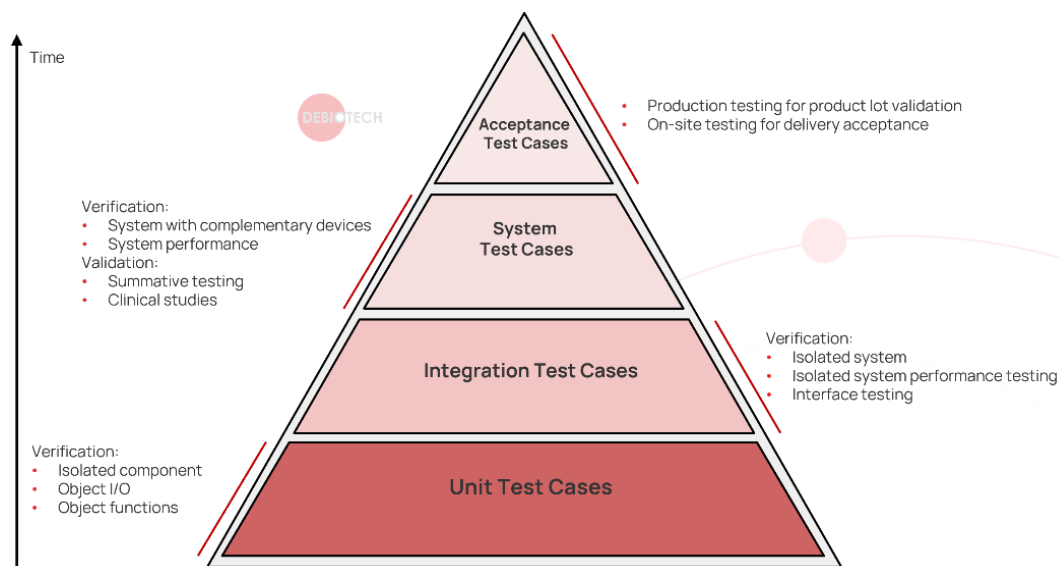 Time
DEBIOTECH
Acceptance
Test Cases
• Production testing for product lot validation
• On-site testing for delivery acceptance
Verification:
• System with complementary devices
• System performance
Validation:
• Summative testing
• Clinical studies
System
Test Cases
Integration Test Cases
Verification:
• Isolated system
• Isolated system performance testing
• Interface testing
Verification:
• Isolated component
• Object I/O
• Object functions
Unit Test Cases